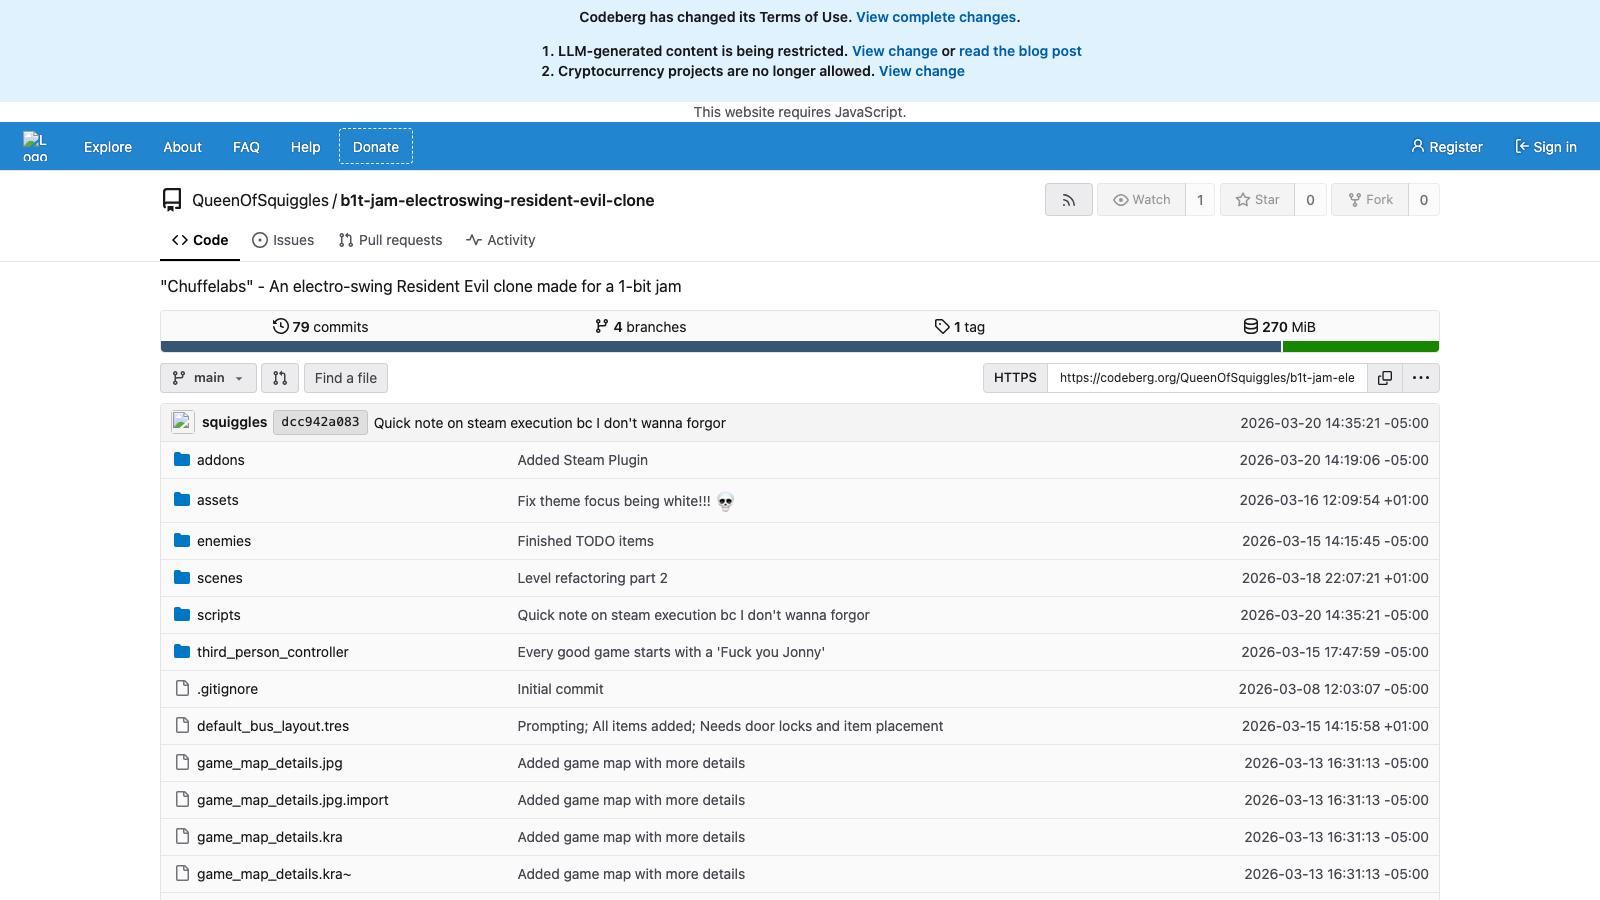 Codeberg has changed its Terms of Use. View complete changes.
1. LLM-generated content is being restricted. View change or read the blog post
2. Cryptocurrency projects are no longer allowed. View change
This website requires JavaScript.
Logo
Explore
About
FAQ
Help
Donate
Register
Sign in
QueenOfSquiggles / b1t-jam-electroswing-resident-evil-clone
Watch 1
Star 0
Fork 0
Code
Issues
Pull requests
Activity
"Chuffelabs" - An electro-swing Resident Evil clone made for a 1-bit jam
79 commits
4 branches
1 tag
270 MiB
main
Find a file
HTTPS
https://codeberg.org/QueenOfSquiggles/b1t-jam-ele
squiggles dcc942a083 Quick note on steam execution bc I don't wanna forgor 2026-03-20 14:35:21 -05:00
addons Added Steam Plugin 2026-03-20 14:19:06 -05:00
assets Fix theme focus being white!!! 💀 2026-03-16 12:09:54 +01:00
enemies Finished TODO items 2026-03-15 14:15:45 -05:00
scenes Level refactoring part 2 2026-03-18 22:07:21 +01:00
scripts Quick note on steam execution bc I don't wanna forgor 2026-03-20 14:35:21 -05:00
third_person_controller Every good game starts with a 'Fuck you Jonny' 2026-03-15 17:47:59 -05:00
.gitignore Initial commit 2026-03-08 12:03:07 -05:00
default_bus_layout.tres Prompting; All items added; Needs door locks and item placement 2026-03-15 14:15:58 +01:00
game_map_details.jpg Added game map with more details 2026-03-13 16:31:13 -05:00
game_map_details.jpg.import Added game map with more details 2026-03-13 16:31:13 -05:00
game_map_details.kra Added game map with more details 2026-03-13 16:31:13 -05:00
game_map_details.kra~ Added game map with more details 2026-03-13 16:31:13 -05:00